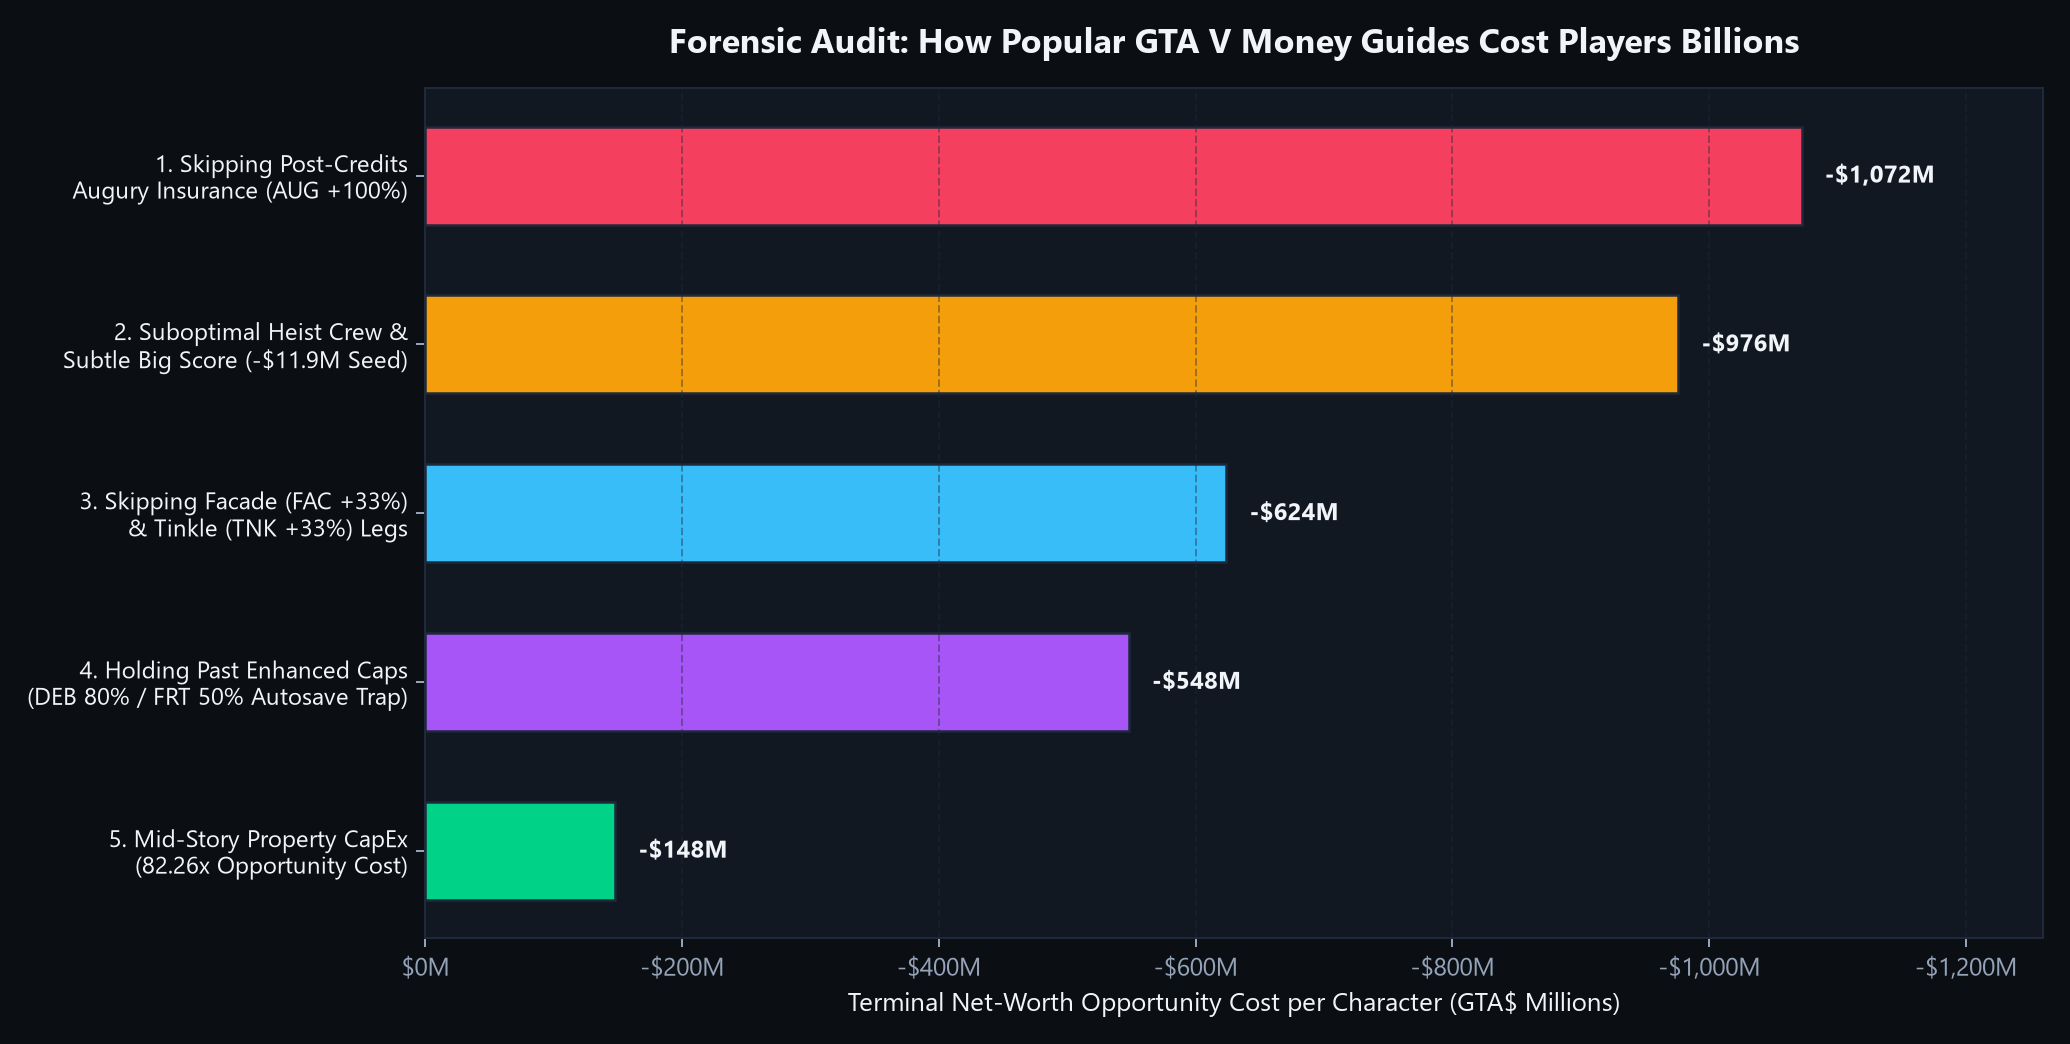 Forensic Audit: How Popular GTA V Money Guides Cost Players Billions
1. Skipping Post-Credits
Augury Insurance (AUG +100%)
-$1,072M
2. Suboptimal Heist Crew &
Subtle Big Score (-$11.9M Seed)
-$976M
3. Skipping Facade (FAC +33%)
& Tinkle (TNK +33%) Legs
-$624M
4. Holding Past Enhanced Caps
(DEB 80% / FRT 50% Autosave Trap)
-$548M
5. Mid-Story Property CapEx
(82.26x Opportunity Cost)
-$148M
$0M -$200M -$400M -$600M -$800M -$1,000M -$1,200M
Terminal Net-Worth Opportunity Cost per Character (GTA$ Millions)